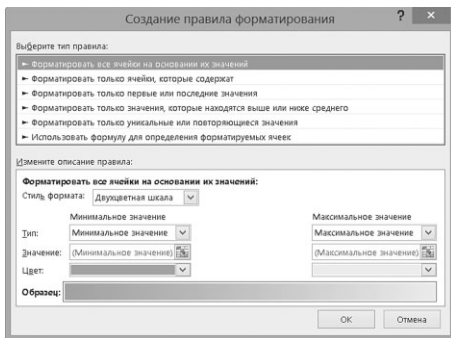 Создание правила форматирования ? ×
Выберите тип правила:
► Форматировать все ячейки на основании их значений
► Форматировать только ячейки, которые содержат
► Форматировать только первые или последние значения
► Форматировать только значения, которые находятся выше или ниже среднего
► Форматировать только уникальные или повторяющиеся значения
► Использовать формулу для определения форматируемых ячеек
Измените описание правила:
Форматировать все ячейки на основании их значений:
Стиль формата: Двухцветная шкала
Минимальное значение Максимальное значение
Тип: Минимальное значение Максимальное значение
Значение: (Минимальное значение) (Максимальное значение)
Цвет:
Образец:
ОК Отмена